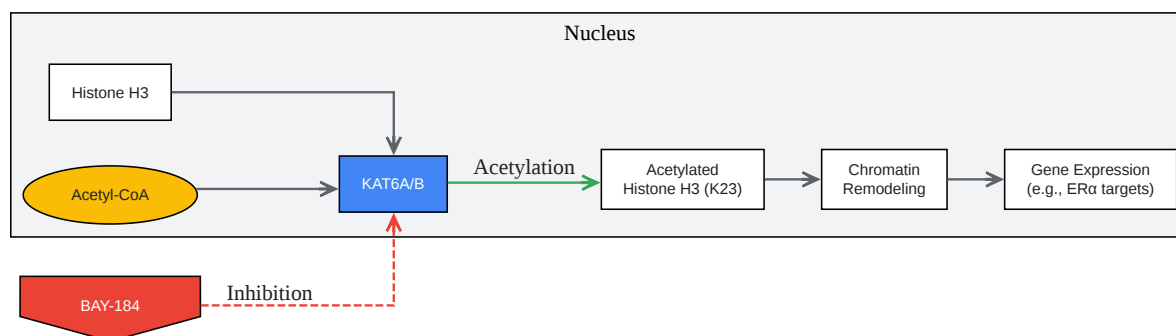 Nucleus
Histone H3
Acetyl-CoA
KAT6A/B
Acetylation
Acetylated
Histone H3 (K23)
Chromatin
Remodeling
Gene Expression
(e.g., ERα targets)
BAY-184
Inhibition